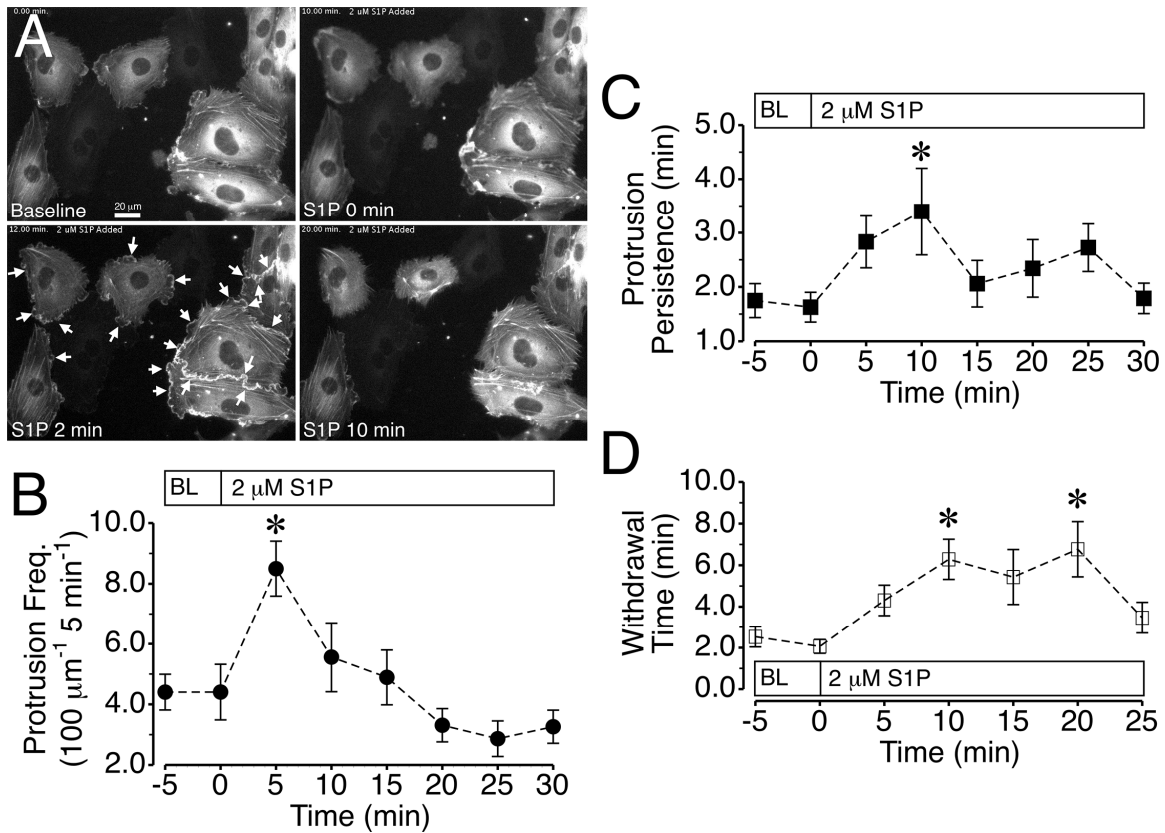 A
0.00 min.
Baseline
20 μm
10.00 min. 2 μM S1P Added
S1P 0 min
12.00 min. 2 μM S1P Added
S1P 2 min
20.00 min. 2 μM S1P Added
S1P 10 min
B
BL 2 μM S1P
Protrusion Freq.
(100 μm⁻¹ 5 min⁻¹)
10.0
8.0
6.0
4.0
2.0
*
-5 0 5 10 15 20 25 30
Time (min)
C
BL 2 μM S1P
Protrusion
Persistence (min)
5.0
4.0
3.0
2.0
1.0
*
-5 0 5 10 15 20 25 30
Time (min)
D
Withdrawal
Time (min)
10.0
8.0
6.0
4.0
2.0
0.0
* *
BL 2 μM S1P
-5 0 5 10 15 20 25
Time (min)